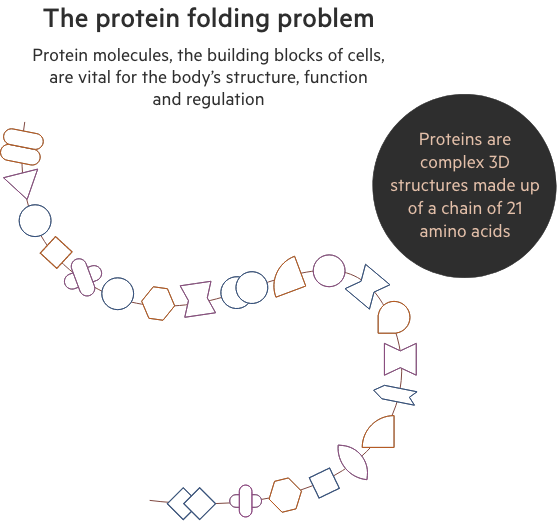 The protein folding problem
Protein molecules, the building blocks of cells,
are vital for the body’s structure, function
and regulation
Proteins are
complex 3D
structures made up
of a chain of 21
amino acids